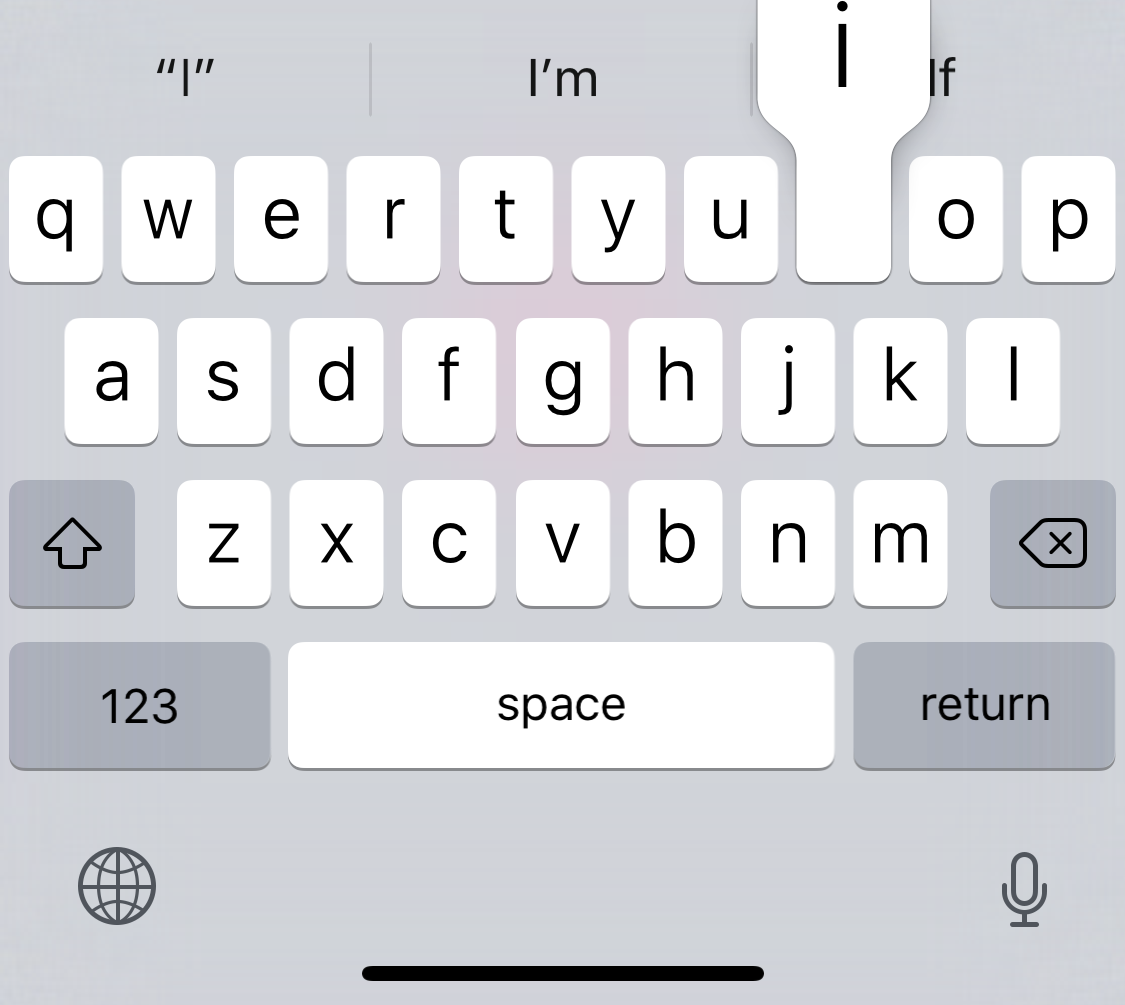 “I” I’m If
q w e r t y u i o p
a s d f g h j k l
z x c v b n m
123 space return